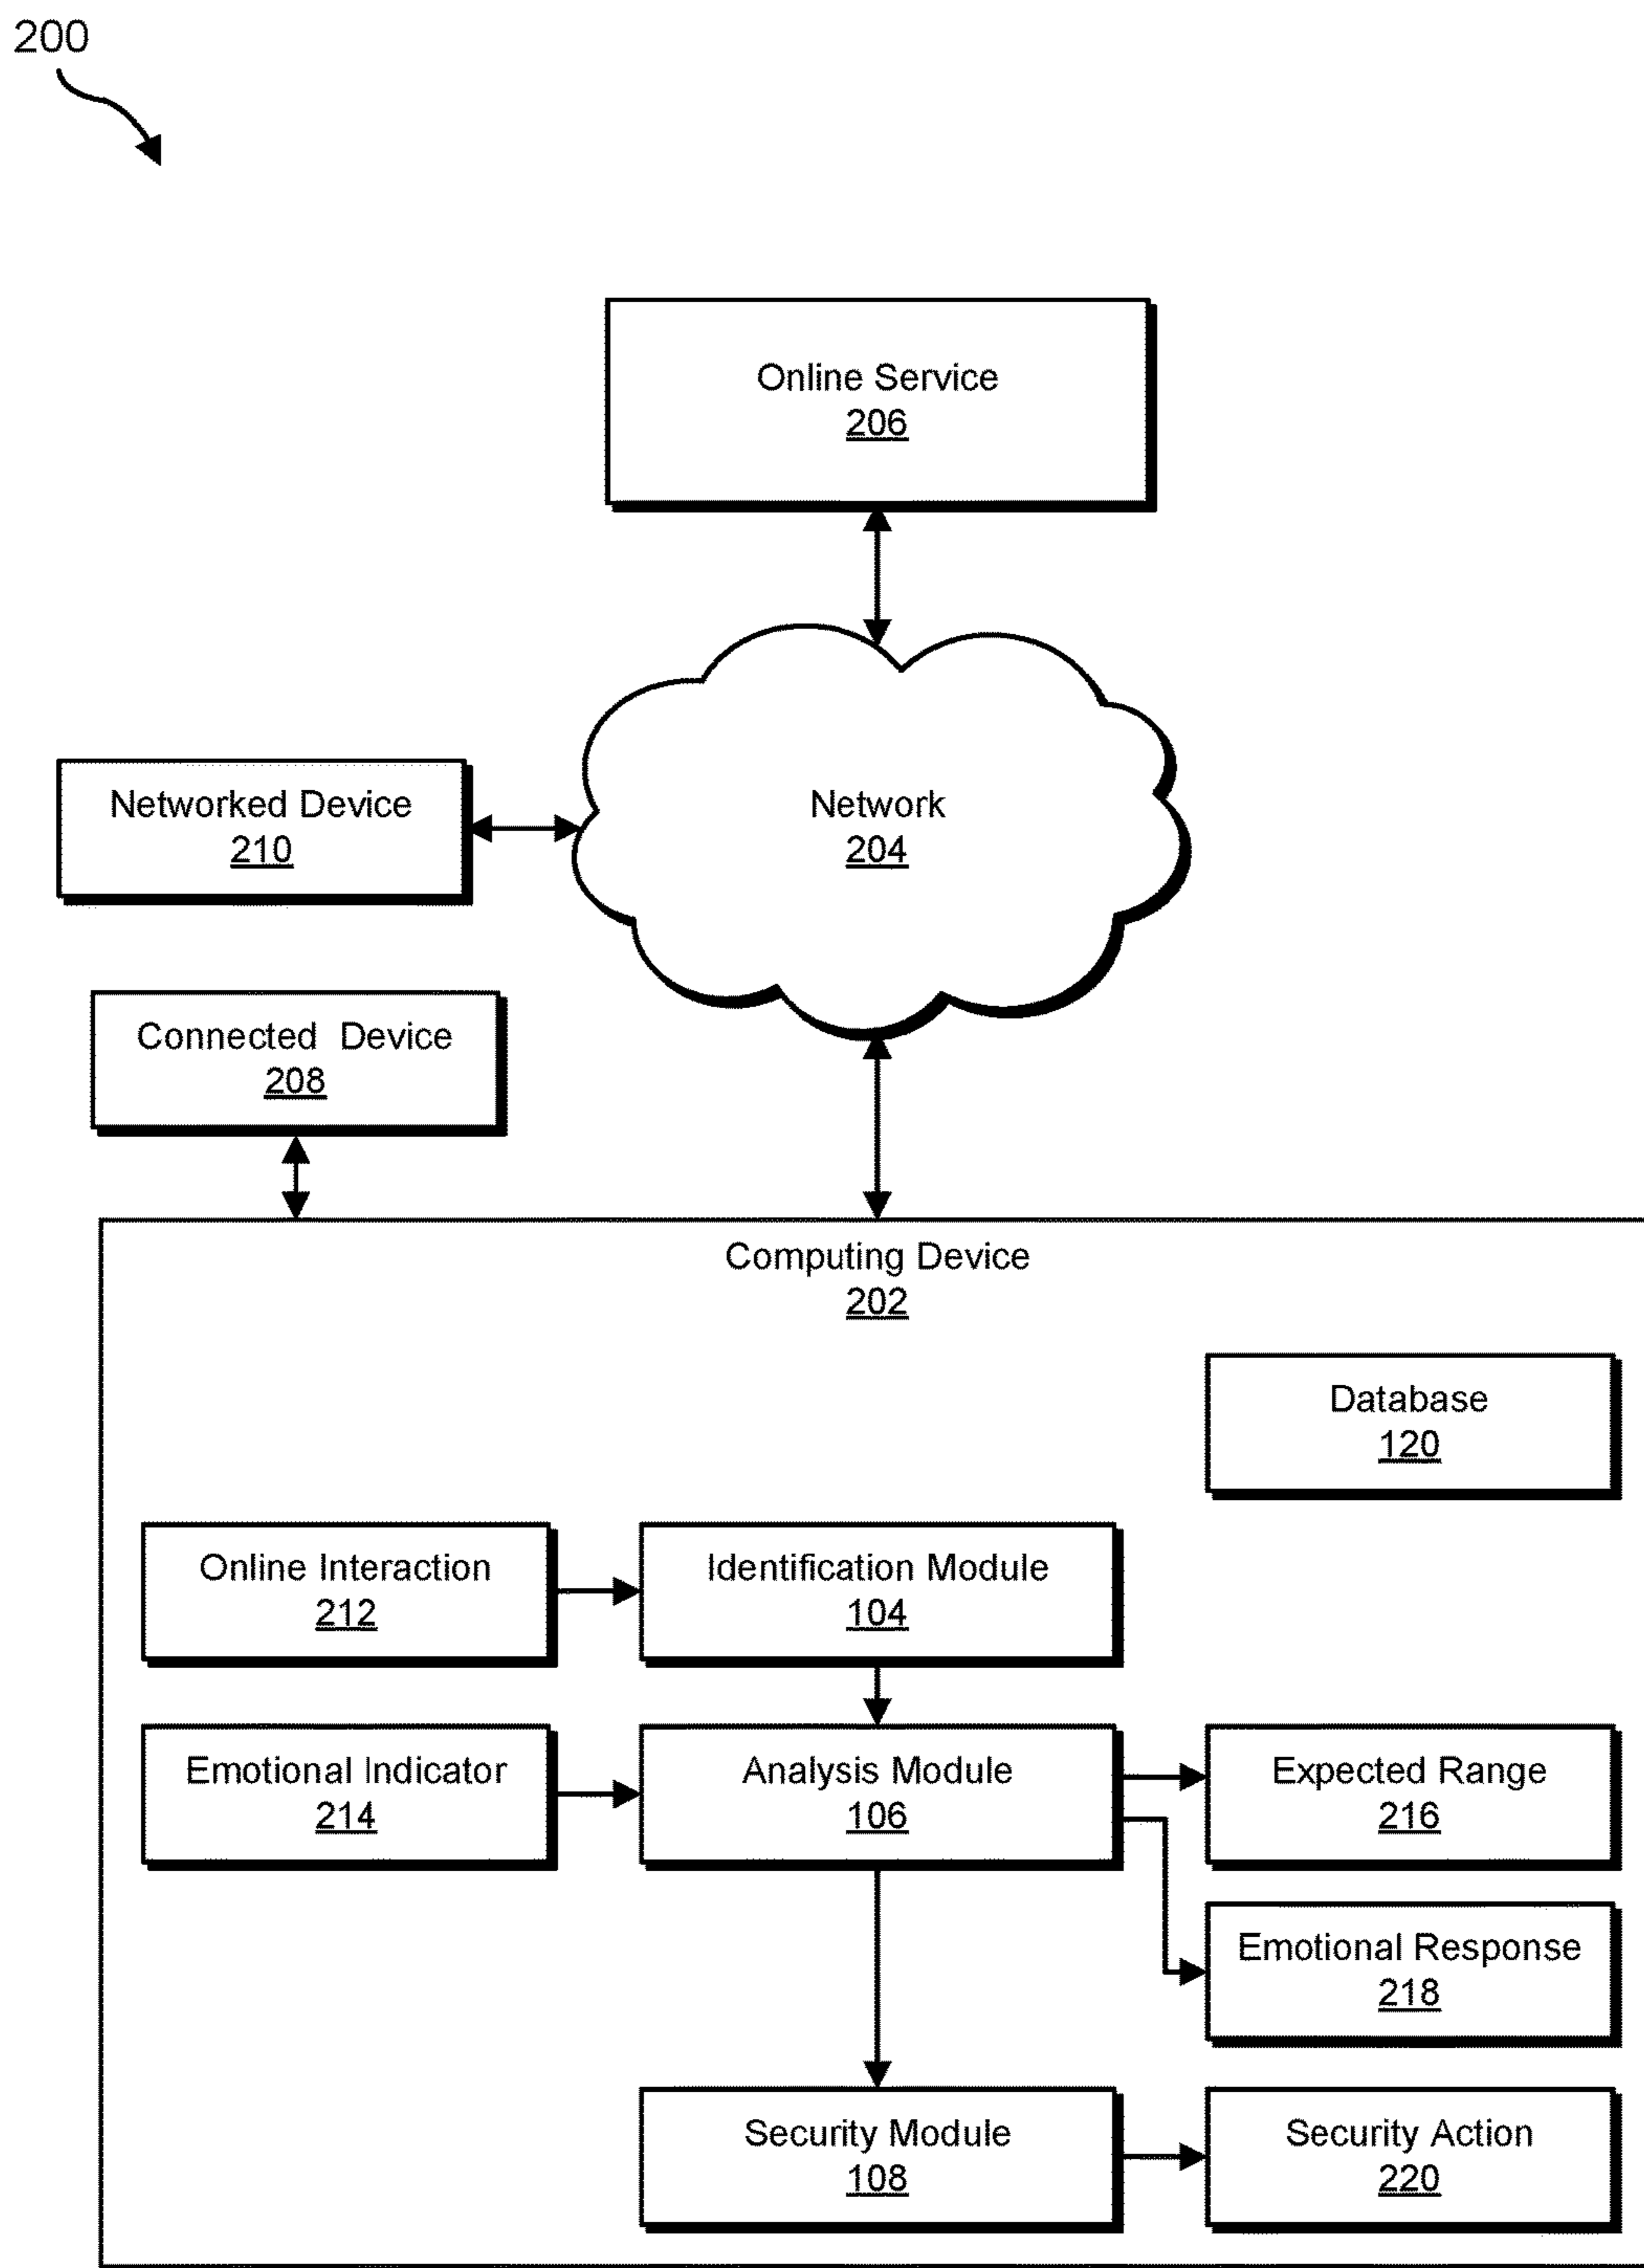 200
Online Service
206
Networked Device
210
Network
204
Connected Device
208
Computing Device
202
Database
120
Online Interaction
212
Identification Module
104
Emotional Indicator
214
Analysis Module
106
Expected Range
216
Emotional Response
218
Security Module
108
Security Action
220